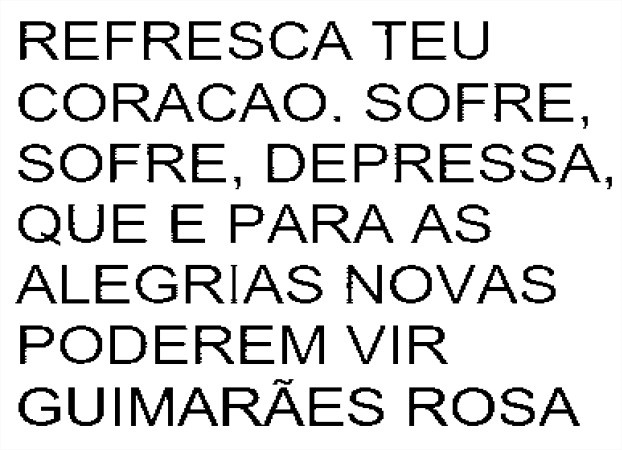 REFRESCA TEU
CORACAO. SOFRE,
SOFRE, DEPRESSA,
QUE E PARA AS
ALEGRIAS NOVAS
PODEREM VIR
GUIMARÃES ROSA